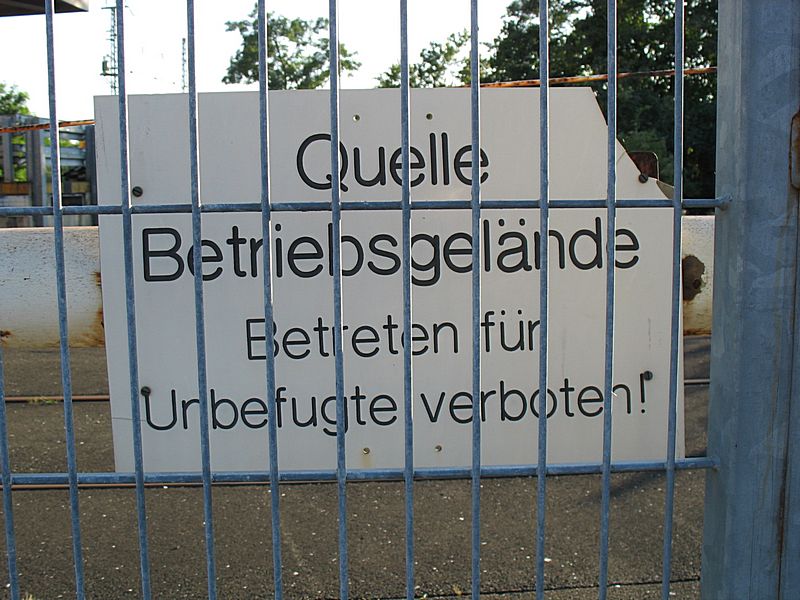 Quelle
Betriebsgelände
Betreten für
Unbefugte verboten!